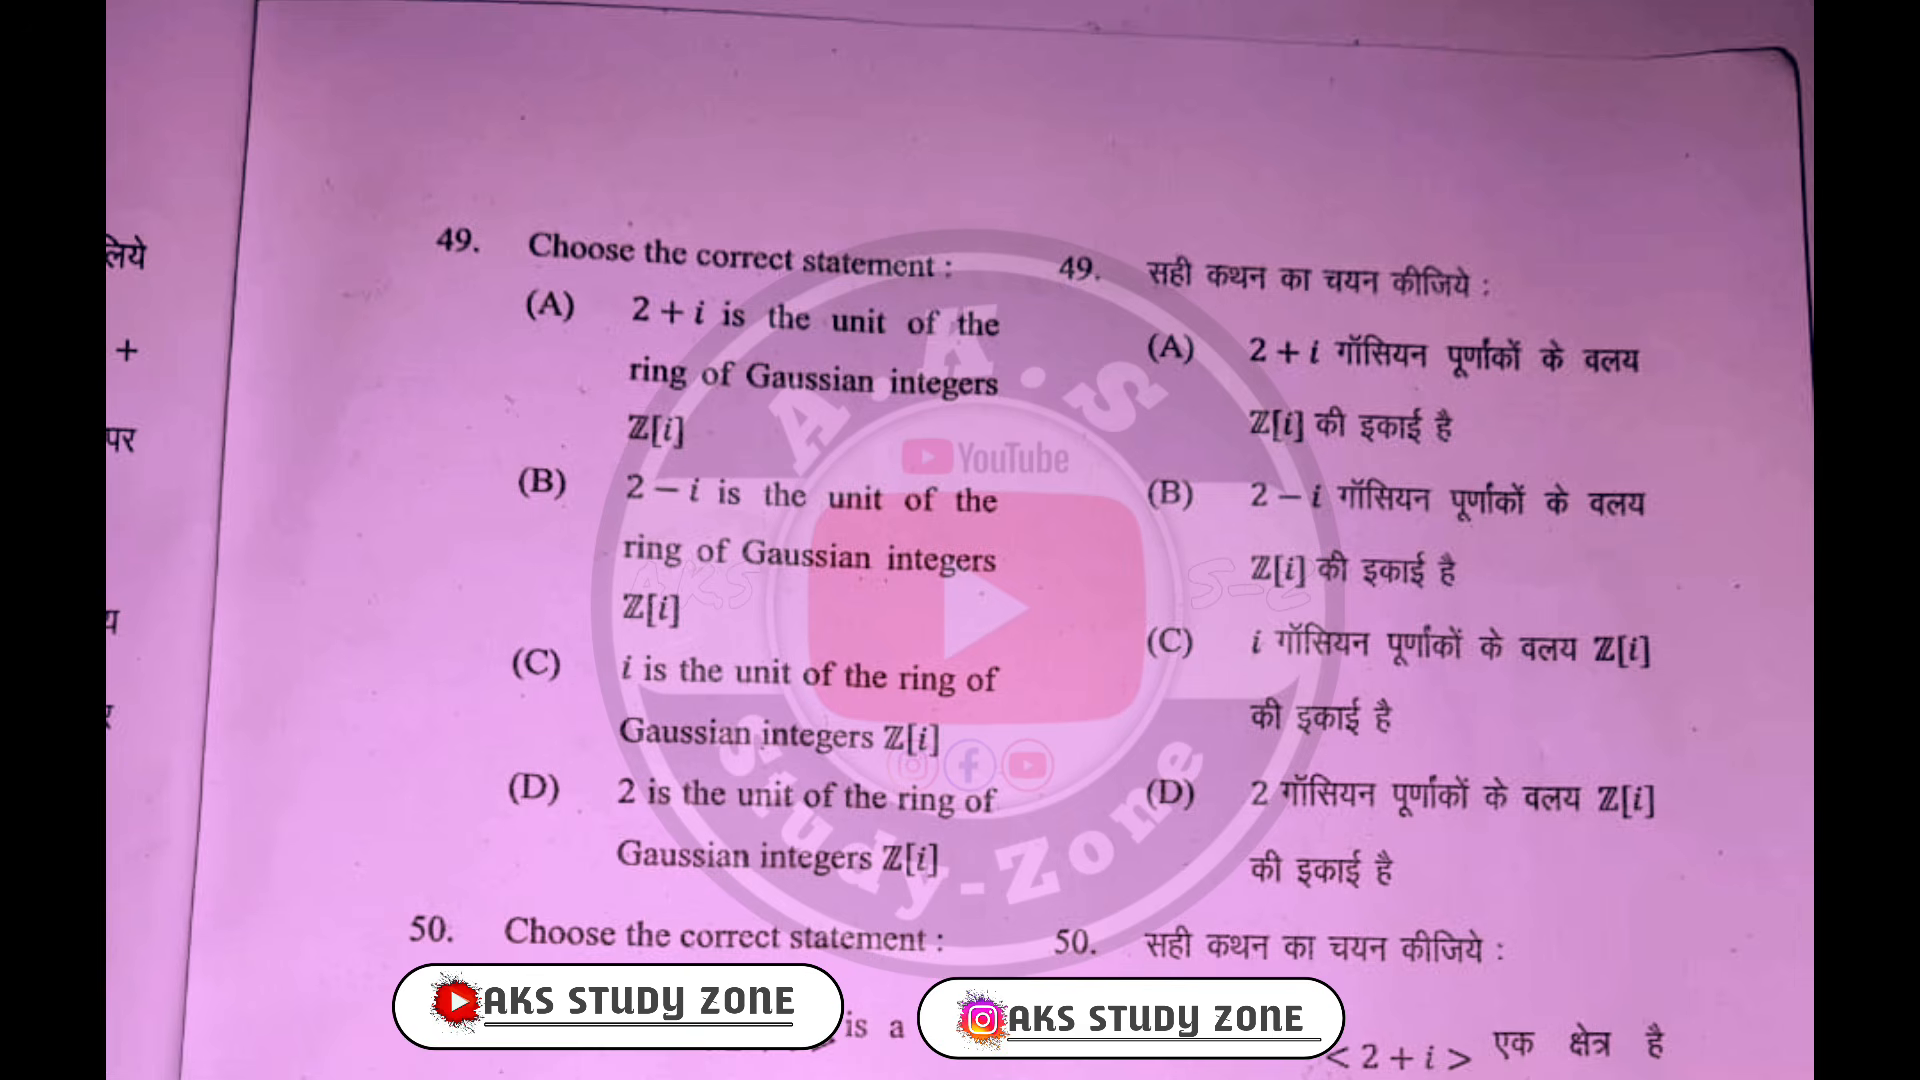 49. Choose the correct statement :
(A) 2 + i is the unit of the
ring of Gaussian integers
ℤ[i]
(B) 2 − i is the unit of the
ring of Gaussian integers
ℤ[i]
(C) i is the unit of the ring of
Gaussian integers ℤ[i]
(D) 2 is the unit of the ring of
Gaussian integers ℤ[i]
50. Choose the correct statement :
is a
49. सही कथन का चयन कीजिये :
(A) 2 + i गॉसियन पूर्णांकों के वलय
ℤ[i] की इकाई है
(B) 2 − i गॉसियन पूर्णांकों के वलय
ℤ[i] की इकाई है
(C) i गॉसियन पूर्णांकों के वलय ℤ[i]
की इकाई है
(D) 2 गॉसियन पूर्णांकों के वलय ℤ[i]
की इकाई है
50. सही कथन का चयन कीजिये :
< 2 + i > एक क्षेत्र है
लिये
+
पर
A.K.S
YouTube
Study-Zone
AKS STUDY ZONE
AKS STUDY ZONE